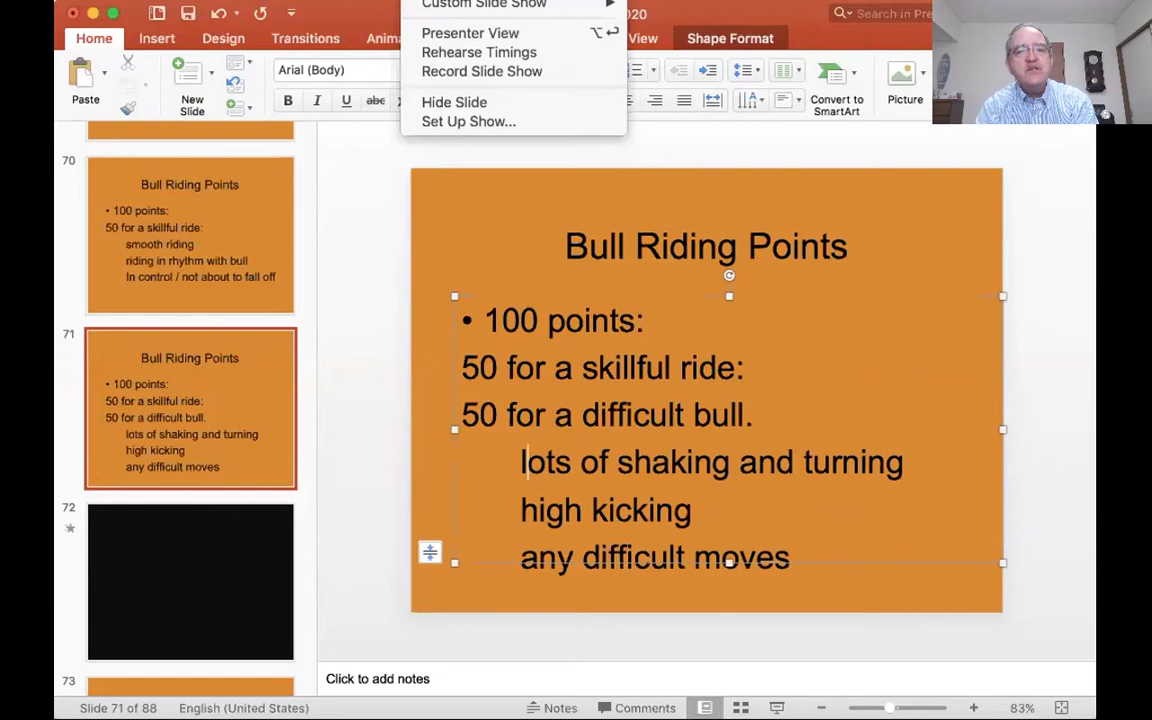 Custom Slide Show
2020
Search in Pre
Home
Insert
Design
Transitions
Anima
Presenter View
View
Shape Format
Rehearse Timings
Record Slide Show
Hide Slide
Set Up Show...
Paste
New
Slide
Arial (Body)
B I U abc
Convert to
SmartArt
Picture
70
Bull Riding Points
• 100 points:
50 for a skillful ride:
smooth riding
riding in rhythm with bull
In control / not about to fall off
71
Bull Riding Points
• 100 points:
50 for a skillful ride:
50 for a difficult bull.
lots of shaking and turning
high kicking
any difficult moves
72
73
Bull Riding Points
• 100 points:
50 for a skillful ride:
50 for a difficult bull.
lots of shaking and turning
high kicking
any difficult moves
Click to add notes
Slide 71 of 88
English (United States)
Notes
Comments
83%